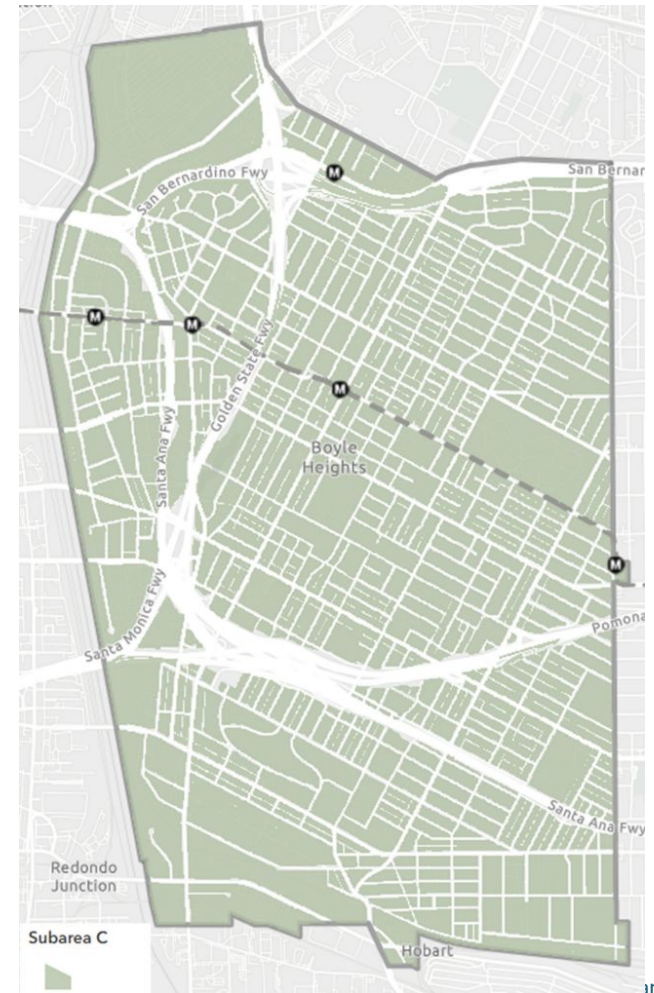 San Bernardino Fwy
San Bernar
M
M
M
Golden State Fwy
M
Santa Ana Fwy
Boyle
Heights
M
Santa Monica Fwy
Pomona
Santa Ana Fwy
Redondo
Junction
Subarea C
Hobart